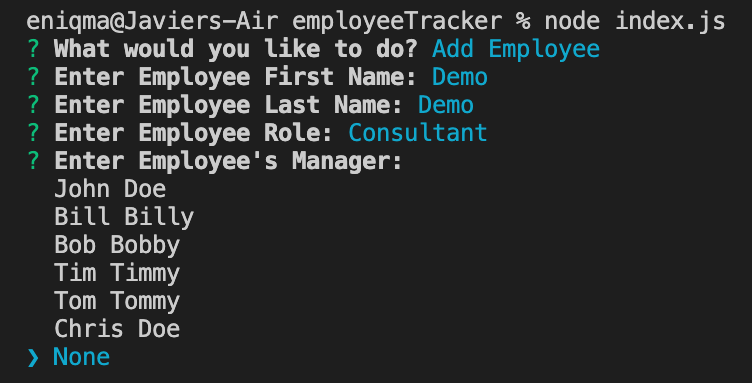 eniqma@Javiers-Air employeeTracker % node index.js
? What would you like to do? Add Employee
? Enter Employee First Name: Demo
? Enter Employee Last Name: Demo
? Enter Employee Role: Consultant
? Enter Employee's Manager:
John Doe
Bill Billy
Bob Bobby
Tim Timmy
Tom Tommy
Chris Doe
❯ None